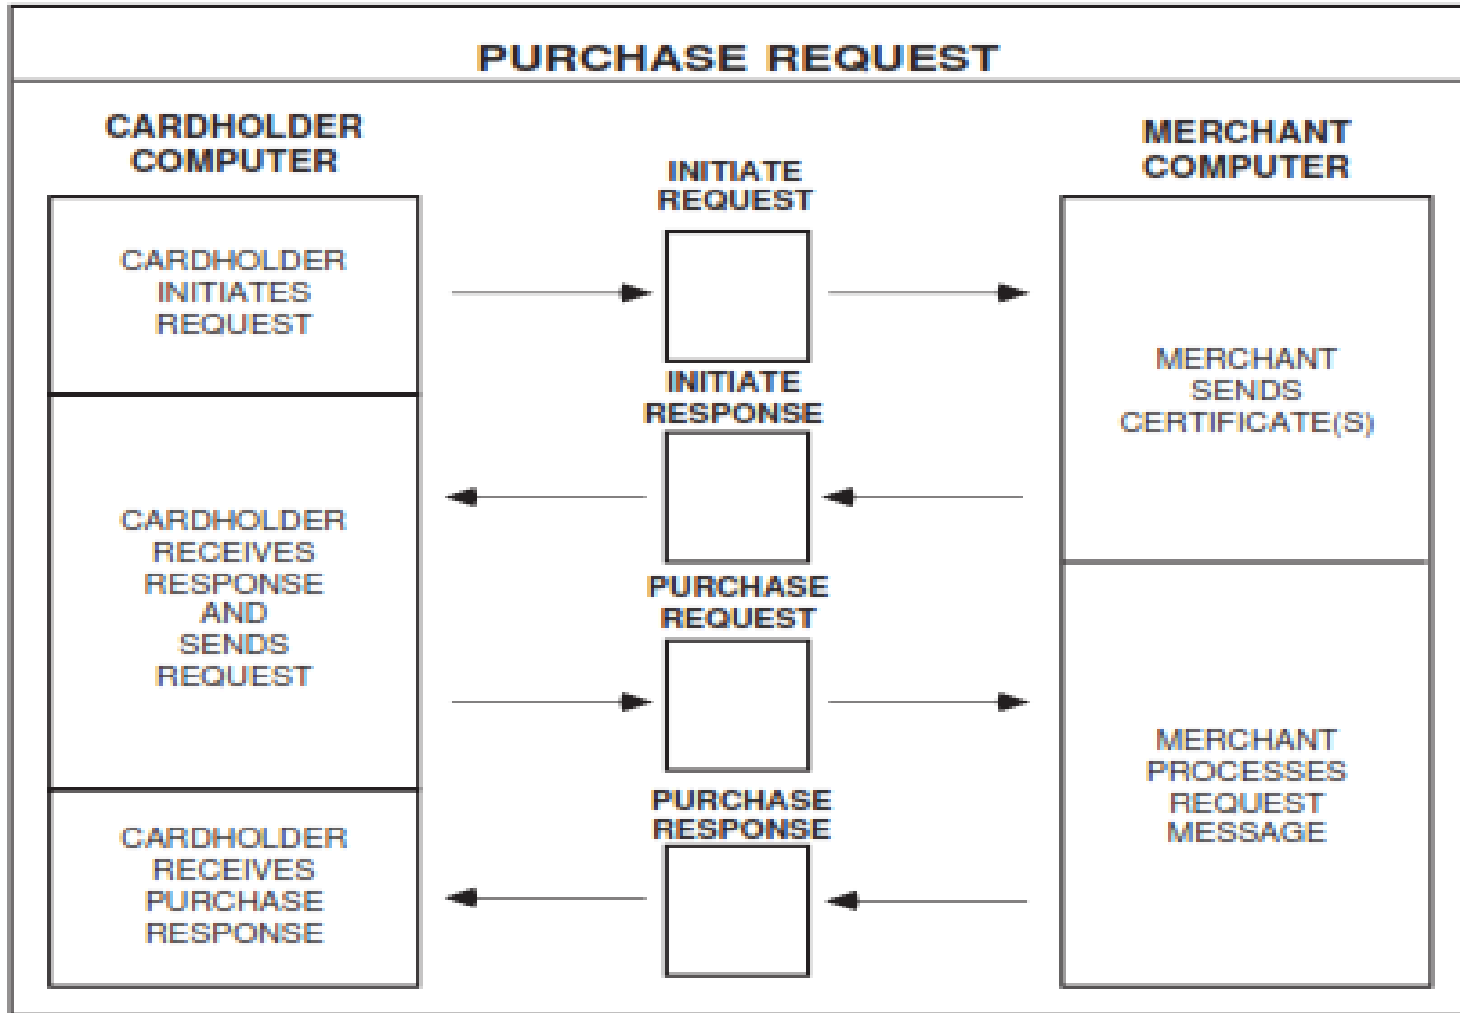 PURCHASE REQUEST
CARDHOLDER
COMPUTER
MERCHANT
COMPUTER
INITIATE
REQUEST
CARDHOLDER
INITIATES
REQUEST
MERCHANT
SENDS
CERTIFICATE(S)
INITIATE
RESPONSE
CARDHOLDER
RECEIVES
RESPONSE
AND
SENDS
REQUEST
PURCHASE
REQUEST
MERCHANT
PROCESSES
REQUEST
MESSAGE
PURCHASE
RESPONSE
CARDHOLDER
RECEIVES
PURCHASE
RESPONSE